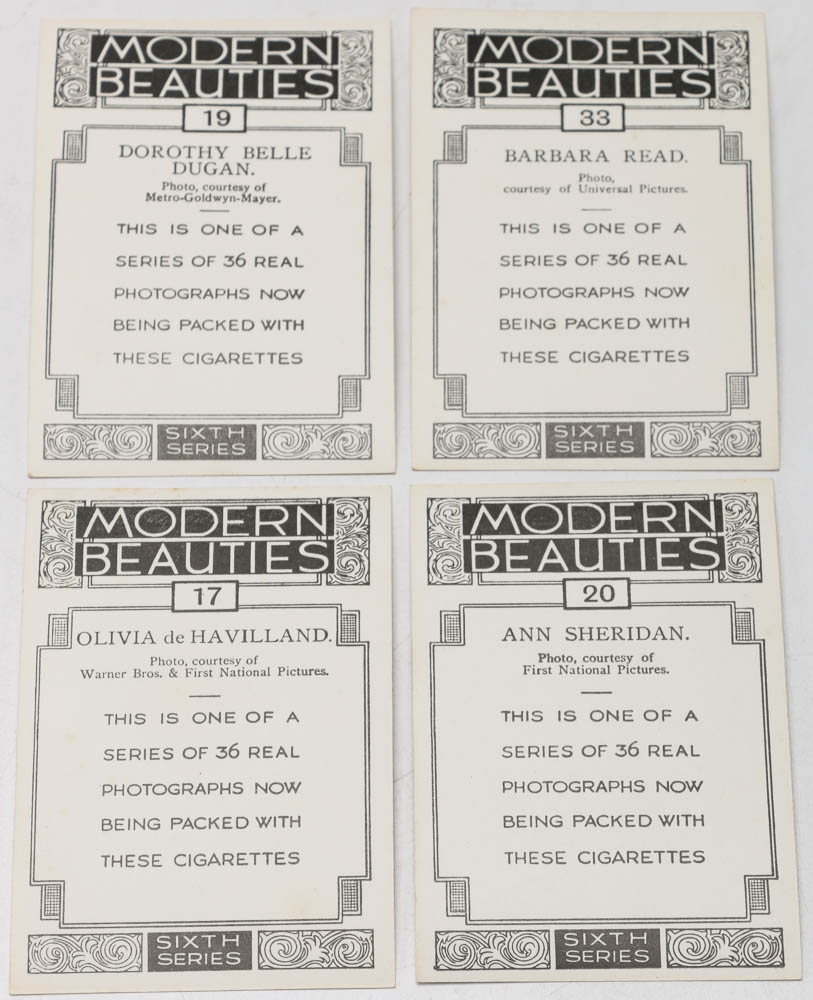 MODERN
BEAUTIES
19
DOROTHY BELLE
DUGAN.
Photo, courtesy of
Metro-Goldwyn-Mayer.
THIS IS ONE OF A
SERIES OF 36 REAL
PHOTOGRAPHS NOW
BEING PACKED WITH
THESE CIGARETTES
SIXTH
SERIES
MODERN
BEAUTIES
33
BARBARA READ.
Photo,
courtesy of Universal Pictures.
THIS IS ONE OF A
SERIES OF 36 REAL
PHOTOGRAPHS NOW
BEING PACKED WITH
THESE CIGARETTES
SIXTH
SERIES
MODERN
BEAUTIES
17
OLIVIA de HAVILLAND.
Photo, courtesy of
Warner Bros. & First National Pictures.
THIS IS ONE OF A
SERIES OF 36 REAL
PHOTOGRAPHS NOW
BEING PACKED WITH
THESE CIGARETTES
SIXTH
SERIES
MODERN
BEAUTIES
20
ANN SHERIDAN.
Photo, courtesy of
First National Pictures.
THIS IS ONE OF A
SERIES OF 36 REAL
PHOTOGRAPHS NOW
BEING PACKED WITH
THESE CIGARETTES
SIXTH
SERIES